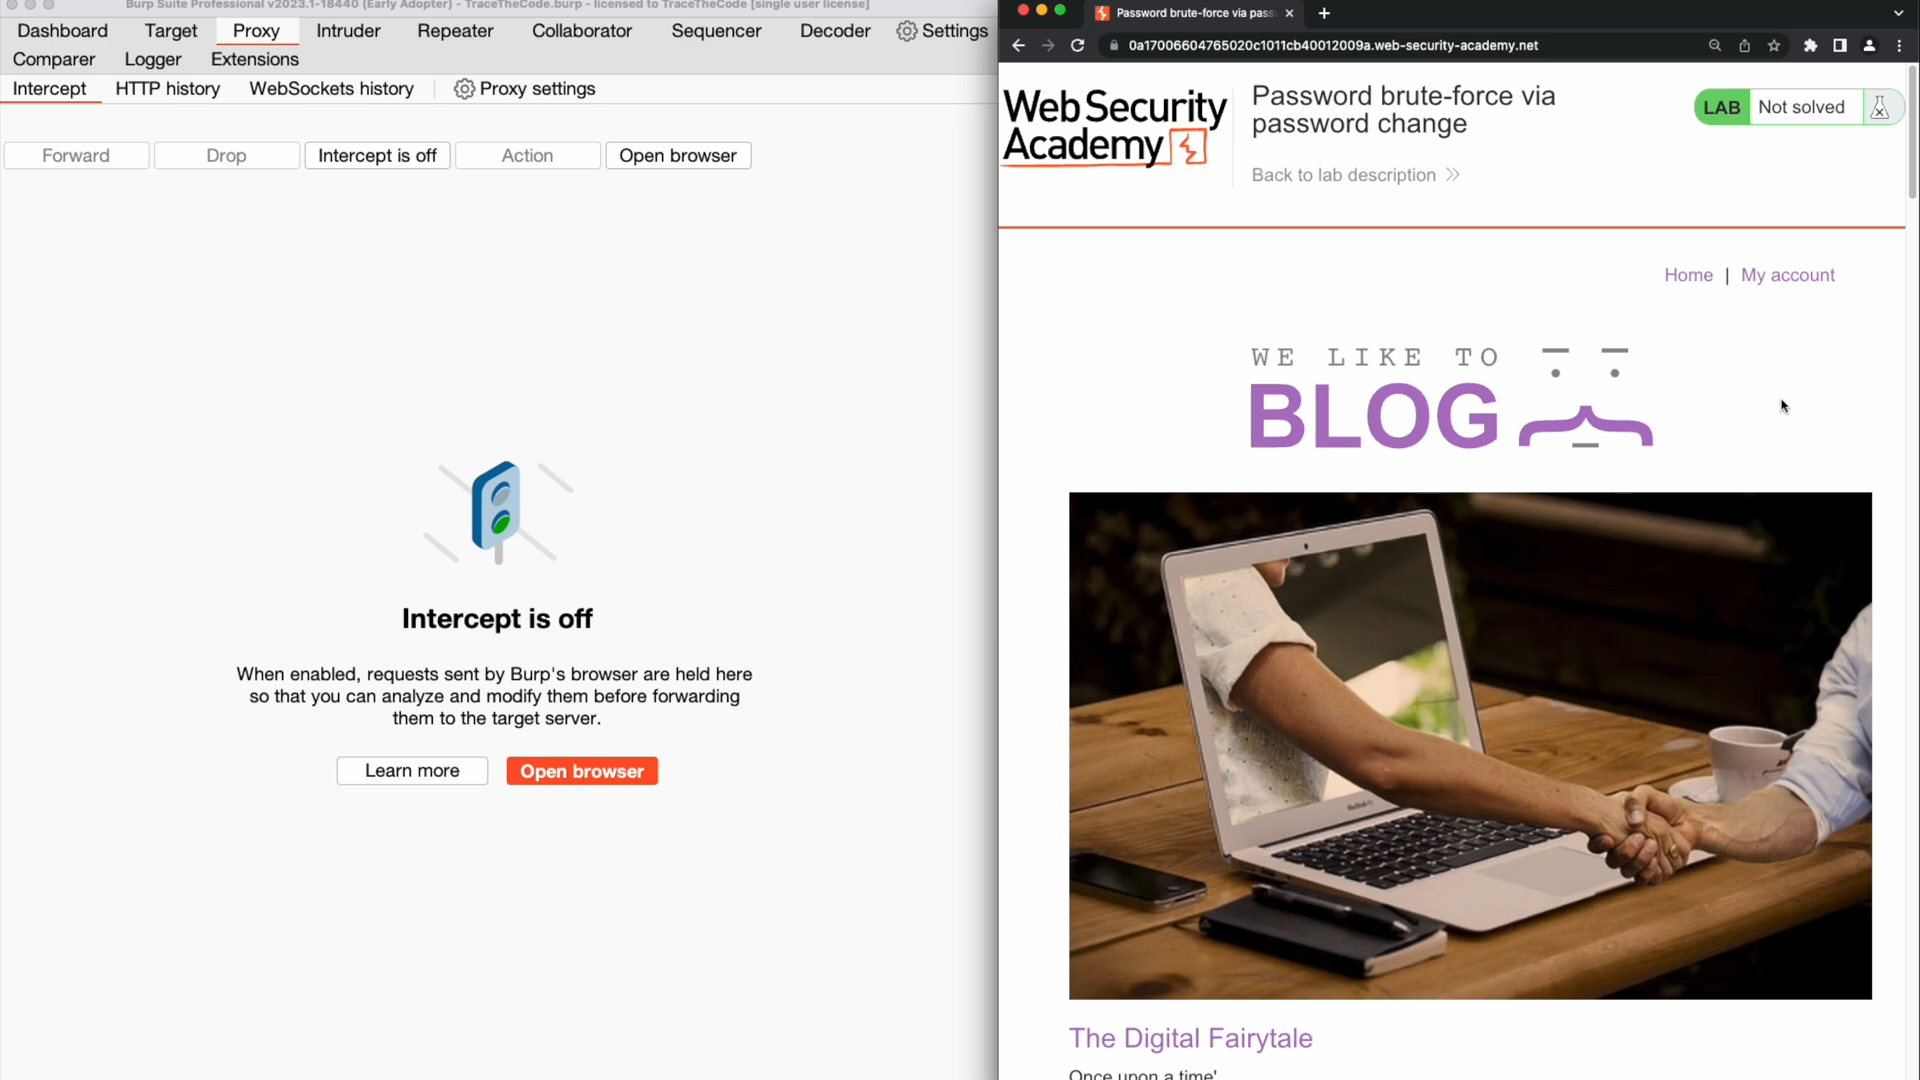 Burp Suite Professional v2023.1-18440 (Early Adopter) - TraceTheCode.burp - licensed to TraceTheCode [single user license]
Dashboard Target Proxy Intruder Repeater Collaborator Sequencer Decoder Settings
Comparer Logger Extensions
Intercept HTTP history WebSockets history Proxy settings
Forward Drop Intercept is off Action Open browser
Intercept is off
When enabled, requests sent by Burp's browser are held here
so that you can analyze and modify them before forwarding
them to the target server.
Learn more Open browser
Password brute-force via pass
0a17006604765020c1011cb40012009a.web-security-academy.net
Web Security
Academy
Password brute-force via
password change
Back to lab description
LAB Not solved
Home | My account
WE LIKE TO
BLOG
The Digital Fairytale
Once upon a time'